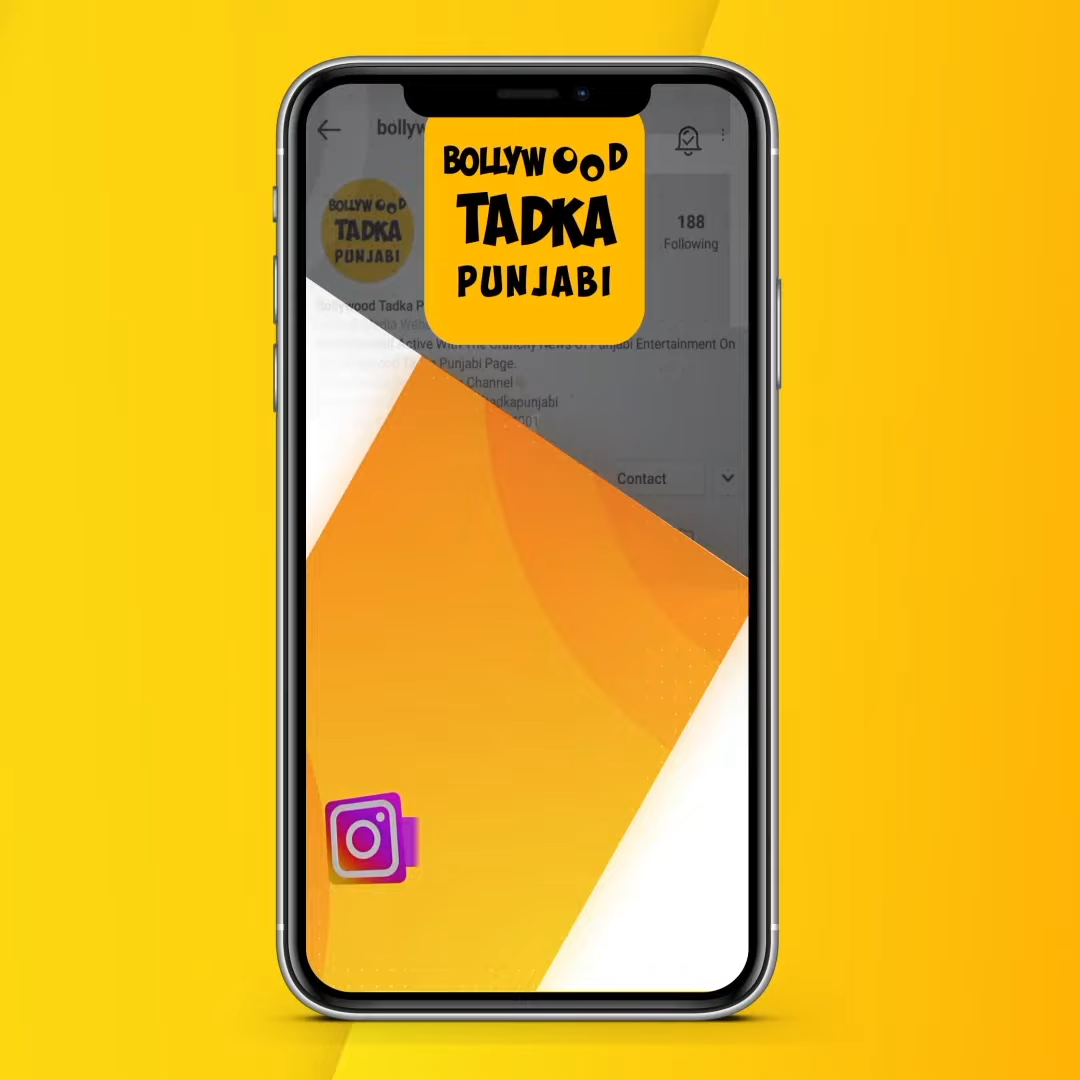 bollyw
BOLLYWOOD
TADKA
PUNJABI
BOLLYWOOD
TADKA
PUNJABI
188
Following
Bollywood Tadka P
Active With The Crunchy News Of Punjabi Entertainment On
Punjabi Page.
Channel
tadkapunjabi
Contact